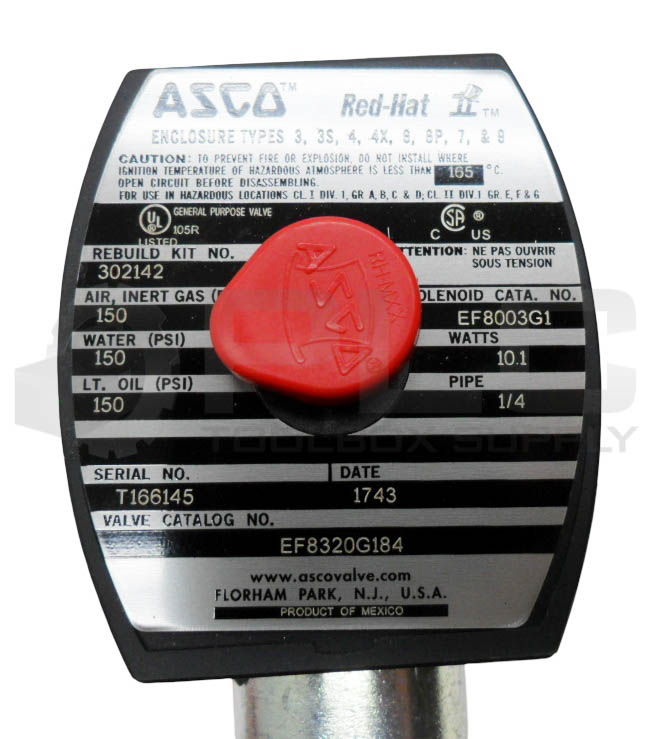 ASCO™ Red-Hat II™
ENCLOSURE TYPES 3, 3S, 4, 4X, 6, 6P, 7, & 9
CAUTION: TO PREVENT FIRE OR EXPLOSION, DO NOT INSTALL WHERE
IGNITION TEMPERATURE OF HAZARDOUS ATMOSPHERE IS LESS THAN 165 °C.
OPEN CIRCUIT BEFORE DISASSEMBLING.
FOR USE IN HAZARDOUS LOCATIONS CL.I DIV.1, GR A, B, C & D; CL.II DIV.1 GR.E, F & G
UL® GENERAL PURPOSE VALVE
105R
LISTED
SA® C US
REBUILD KIT NO.
302142
ATTENTION: NE PAS OUVRIR
SOUS TENSION
AIR, INERT GAS
150
CATA. NO.
EF8003G1
WATER (PSI)
150
WATTS
10.1
LT. OIL (PSI)
150
PIPE
1/4
ASCO®
RHMXX
TOOLBOX SUPPLY
SERIAL NO.
T166145
DATE
1743
VALVE CATALOG NO.
EF8320G184
www.ascovalve.com
FLORHAM PARK, N.J., U.S.A.
PRODUCT OF MEXICO